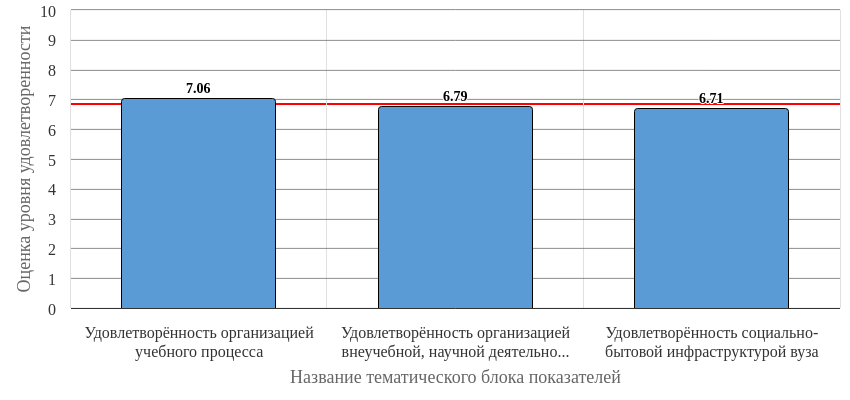 Оценка уровня удовлетворенности
10
9
8
7
6
5
4
3
2
1
0
7.06
6.79
6.71
Удовлетворённость организацией
учебного процесса
Удовлетворённость организацией
внеучебной, научной деятельно...
Удовлетворённость социально-
бытовой инфраструктурой вуза
Название тематического блока показателей